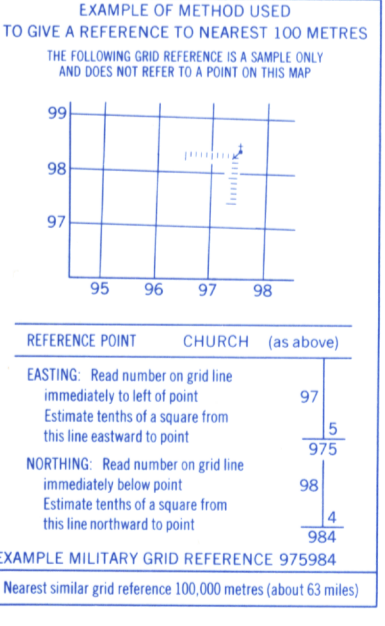 EXAMPLE OF METHOD USED
TO GIVE A REFERENCE TO NEAREST 100 METRES
THE FOLLOWING GRID REFERENCE IS A SAMPLE ONLY
AND DOES NOT REFER TO A POINT ON THIS MAP
99
98
97
95 96 97 98
REFERENCE POINT CHURCH (as above)
EASTING: Read number on grid line
immediately to left of point 97
Estimate tenths of a square from
this line eastward to point 5
975
NORTHING: Read number on grid line
immediately below point 98
Estimate tenths of a square from
this line northward to point 4
984
EXAMPLE MILITARY GRID REFERENCE 975984
Nearest similar grid reference 100,000 metres (about 63 miles)